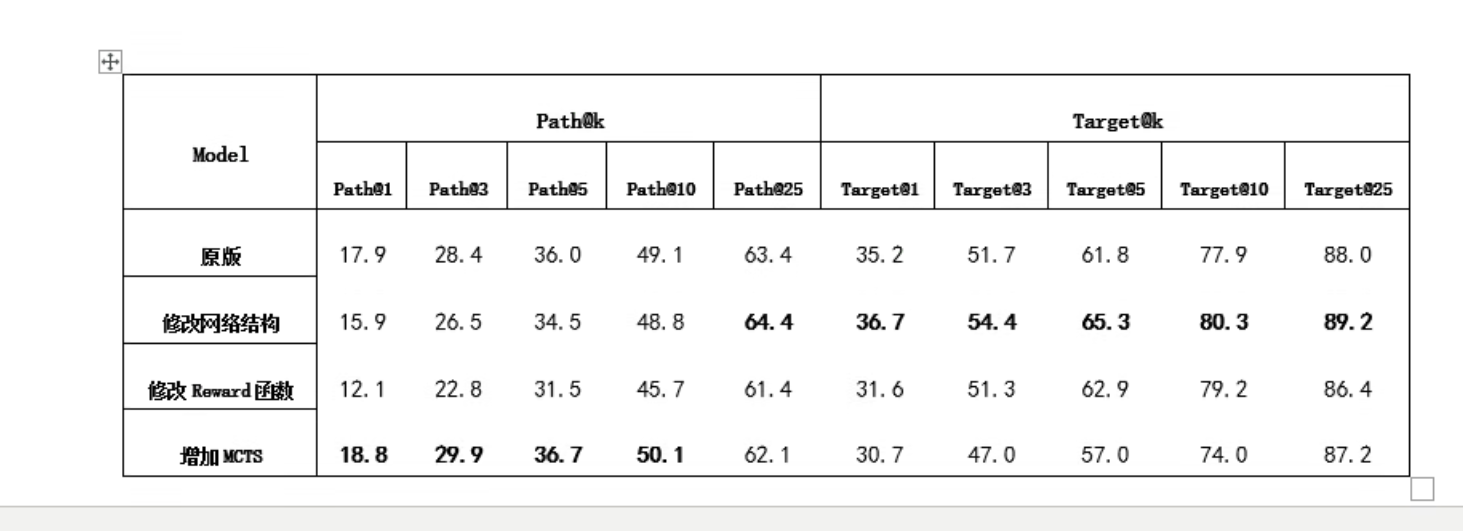 Path@k Target@k
Model
Path@1 Path@3 Path@5 Path@10 Path@25 Target@1 Target@3 Target@5 Target@10 Target@25
原版 17.9 28.4 36.0 49.1 63.4 35.2 51.7 61.8 77.9 88.0
修改网络结构 15.9 26.5 34.5 48.8 64.4 36.7 54.4 65.3 80.3 89.2
修改 Reward 函数 12.1 22.8 31.5 45.7 61.4 31.6 51.3 62.9 79.2 86.4
增加 MCTS 18.8 29.9 36.7 50.1 62.1 30.7 47.0 57.0 74.0 87.2